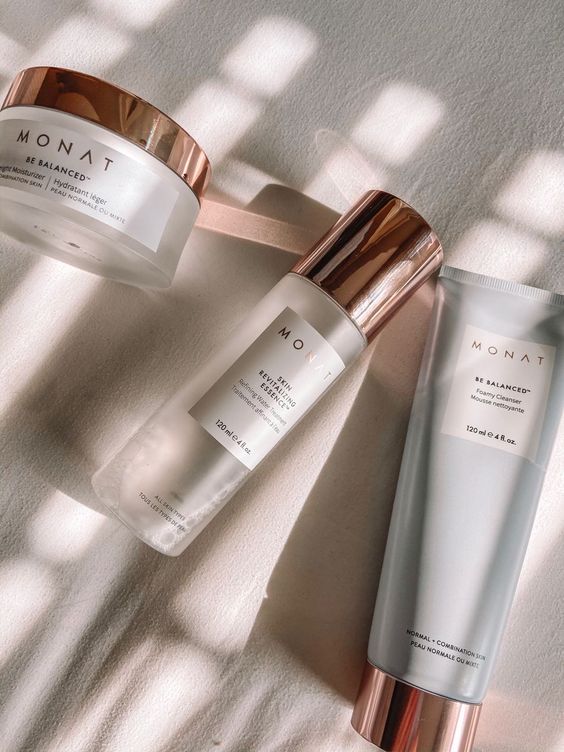 MONAT
BE BALANCED™
Moisturizer | Hydratant léger
COMBINATION SKIN | PEAU NORMALE OU MIXTE
MONAT
SKIN
REVITALIZING
ESSENCE™
Refining Water Treatment
Traitement affinant à l'eau
120 ml ℮ 4 fl. oz.
ALL SKIN TYPES
TOUS LES TYPES DE PEAU
MONAT
BE BALANCED™
Foamy Cleanser
Mousse nettoyante
120 ml ℮ 4 fl. oz.
NORMAL + COMBINATION SKIN
PEAU NORMALE OU MIXTE